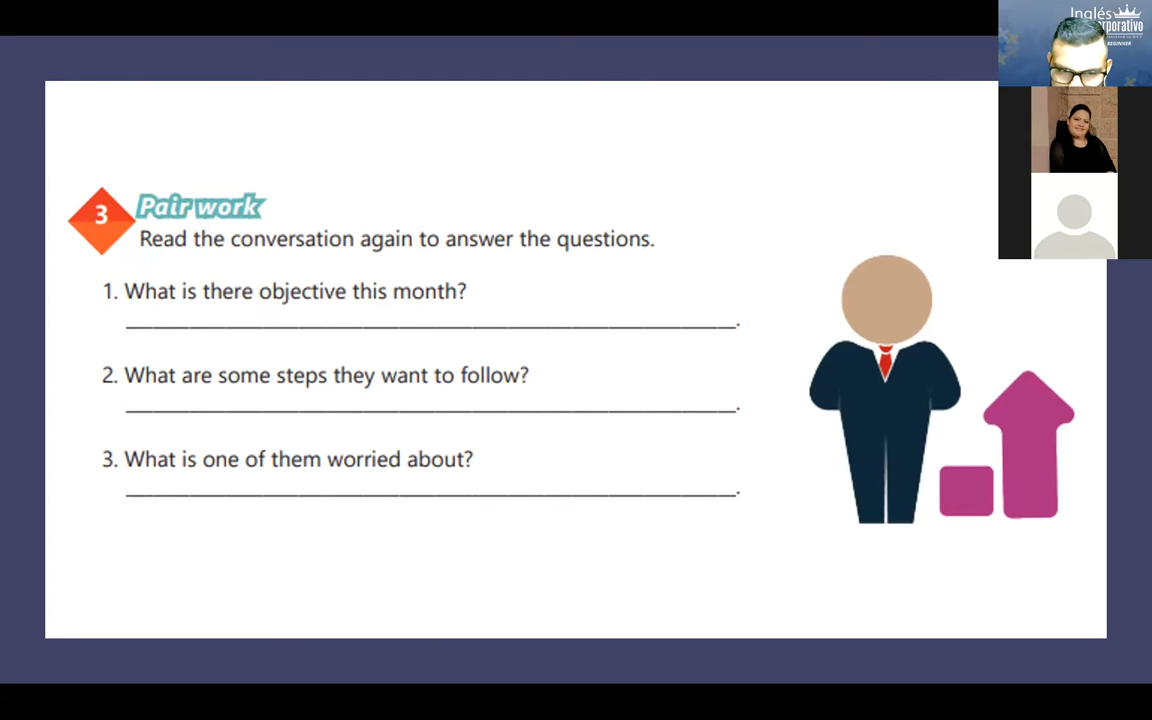 Inglés
rporativo
BEGINNER
3
Pair work
Read the conversation again to answer the questions.
1. What is there objective this month?
2. What are some steps they want to follow?
3. What is one of them worried about?